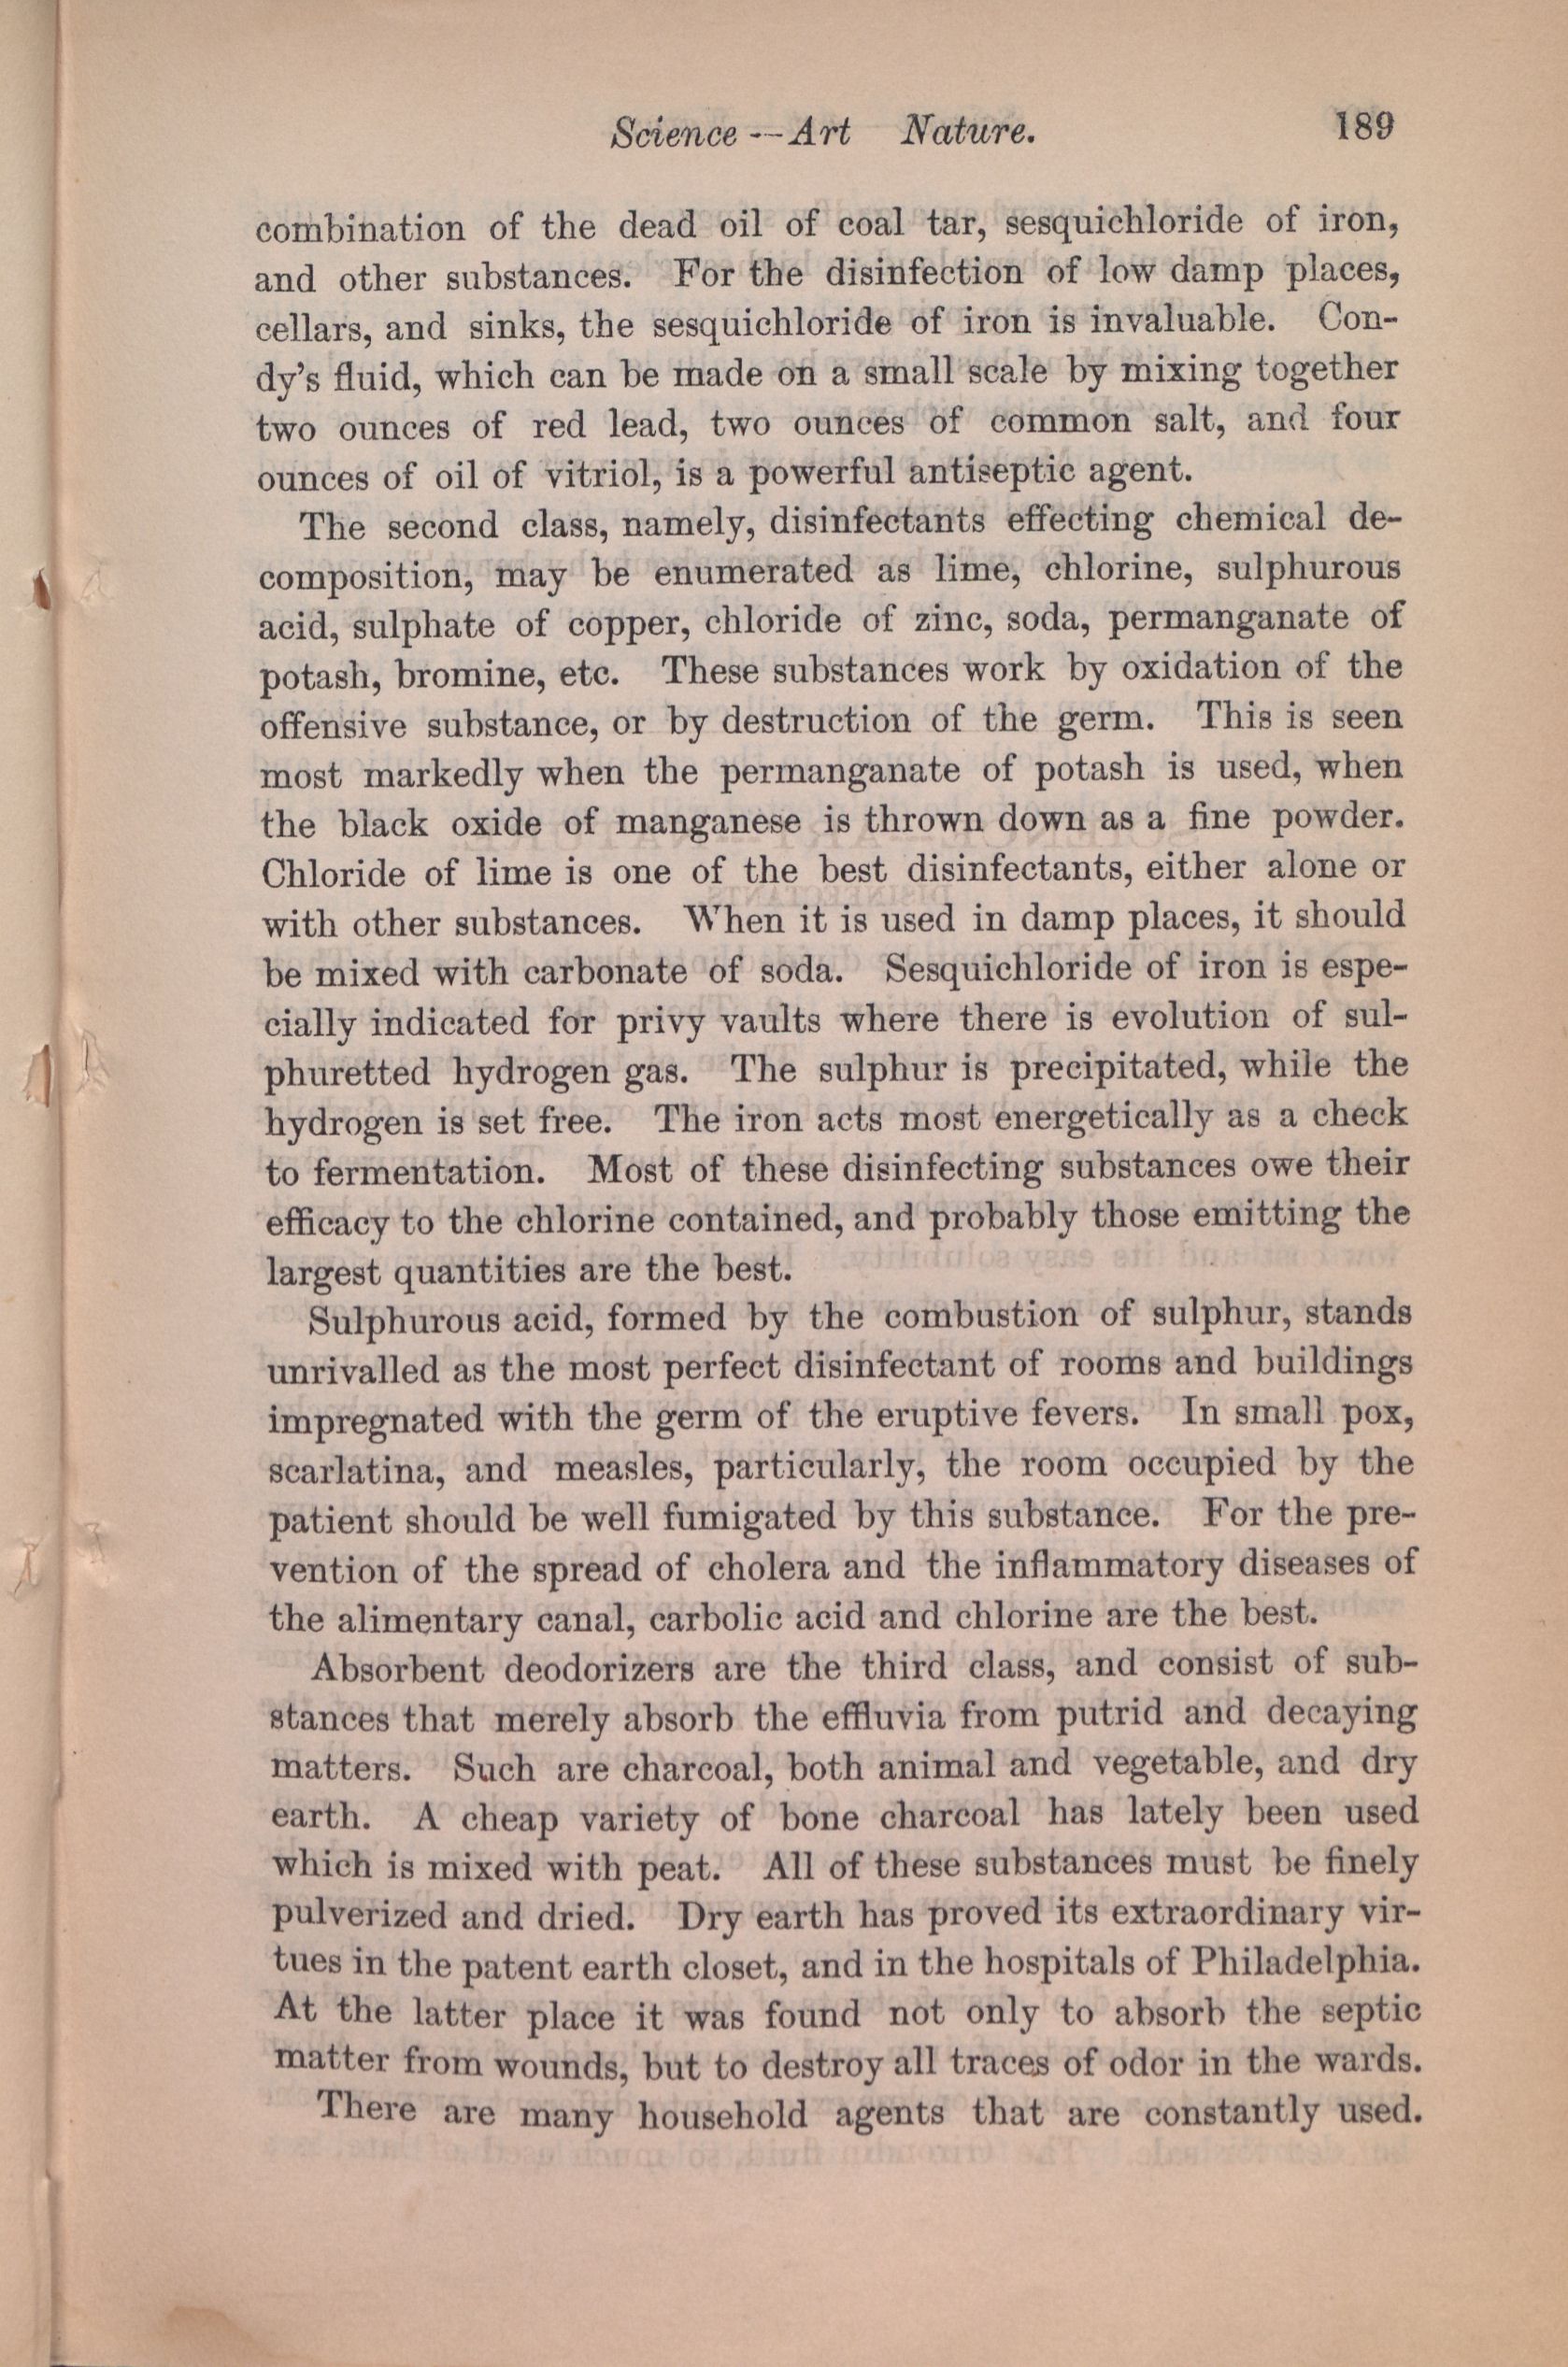 Science -- Art Nature. 189
combination of the dead oil of coal tar, sesquichloride of iron,
and other substances. For the disinfection of low damp places,
cellars, and sinks, the sesquichloride of iron is invaluable. Con-
dy's fluid, which can be made on a small scale by mixing together
two ounces of red lead, two ounces of common salt, and four
ounces of oil of vitriol, is a powerful antiseptic agent.
The second class, namely, disinfectants effecting chemical de-
composition, may be enumerated as lime, chlorine, sulphurous
acid, sulphate of copper, chloride of zinc, soda, permanganate of
potash, bromine, etc. These substances work by oxidation of the
offensive substance, or by destruction of the germ. This is seen
most markedly when the permanganate of potash is used, when
the black oxide of manganese is thrown down as a fine powder.
Chloride of lime is one of the best disinfectants, either alone or
with other substances. When it is used in damp places, it should
be mixed with carbonate of soda. Sesquichloride of iron is espe-
cially indicated for privy vaults where there is evolution of sul-
phuretted hydrogen gas. The sulphur is precipitated, while the
hydrogen is set free. The iron acts most energetically as a check
to fermentation. Most of these disinfecting substances owe their
efficacy to the chlorine contained, and probably those emitting the
largest quantities are the best.
Sulphurous acid, formed by the combustion of sulphur, stands
unrivalled as the most perfect disinfectant of rooms and buildings
impregnated with the germ of the eruptive fevers. In small pox,
scarlatina, and measles, particularly, the room occupied by the
patient should be well fumigated by this substance. For the pre-
vention of the spread of cholera and the inflammatory diseases of
the alimentary canal, carbolic acid and chlorine are the best.
Absorbent deodorizers are the third class, and consist of sub-
stances that merely absorb the effluvia from putrid and decaying
matters. Such are charcoal, both animal and vegetable, and dry
earth. A cheap variety of bone charcoal has lately been used
which is mixed with peat. All of these substances must be finely
pulverized and dried. Dry earth has proved its extraordinary vir-
tues in the patent earth closet, and in the hospitals of Philadelphia.
At the latter place it was found not only to absorb the septic
matter from wounds, but to destroy all traces of odor in the wards.
There are many household agents that are constantly used.